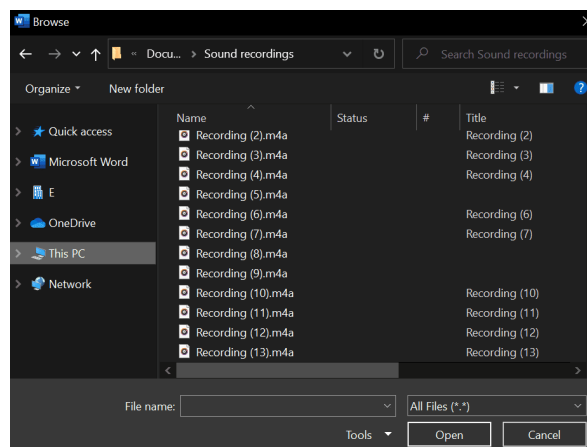 Browse
« Docu... > Sound recordings
Search Sound recordings
Organize
New folder
Name Status # Title
Quick access
Microsoft Word
E
OneDrive
This PC
Network
Recording (2).m4a Recording (2)
Recording (3).m4a Recording (3)
Recording (4).m4a Recording (4)
Recording (5).m4a
Recording (6).m4a Recording (6)
Recording (7).m4a Recording (7)
Recording (8).m4a
Recording (9).m4a
Recording (10).m4a Recording (10)
Recording (11).m4a Recording (11)
Recording (12).m4a Recording (12)
Recording (13).m4a Recording (13)
File name:
All Files (*.*)
Tools
Open
Cancel